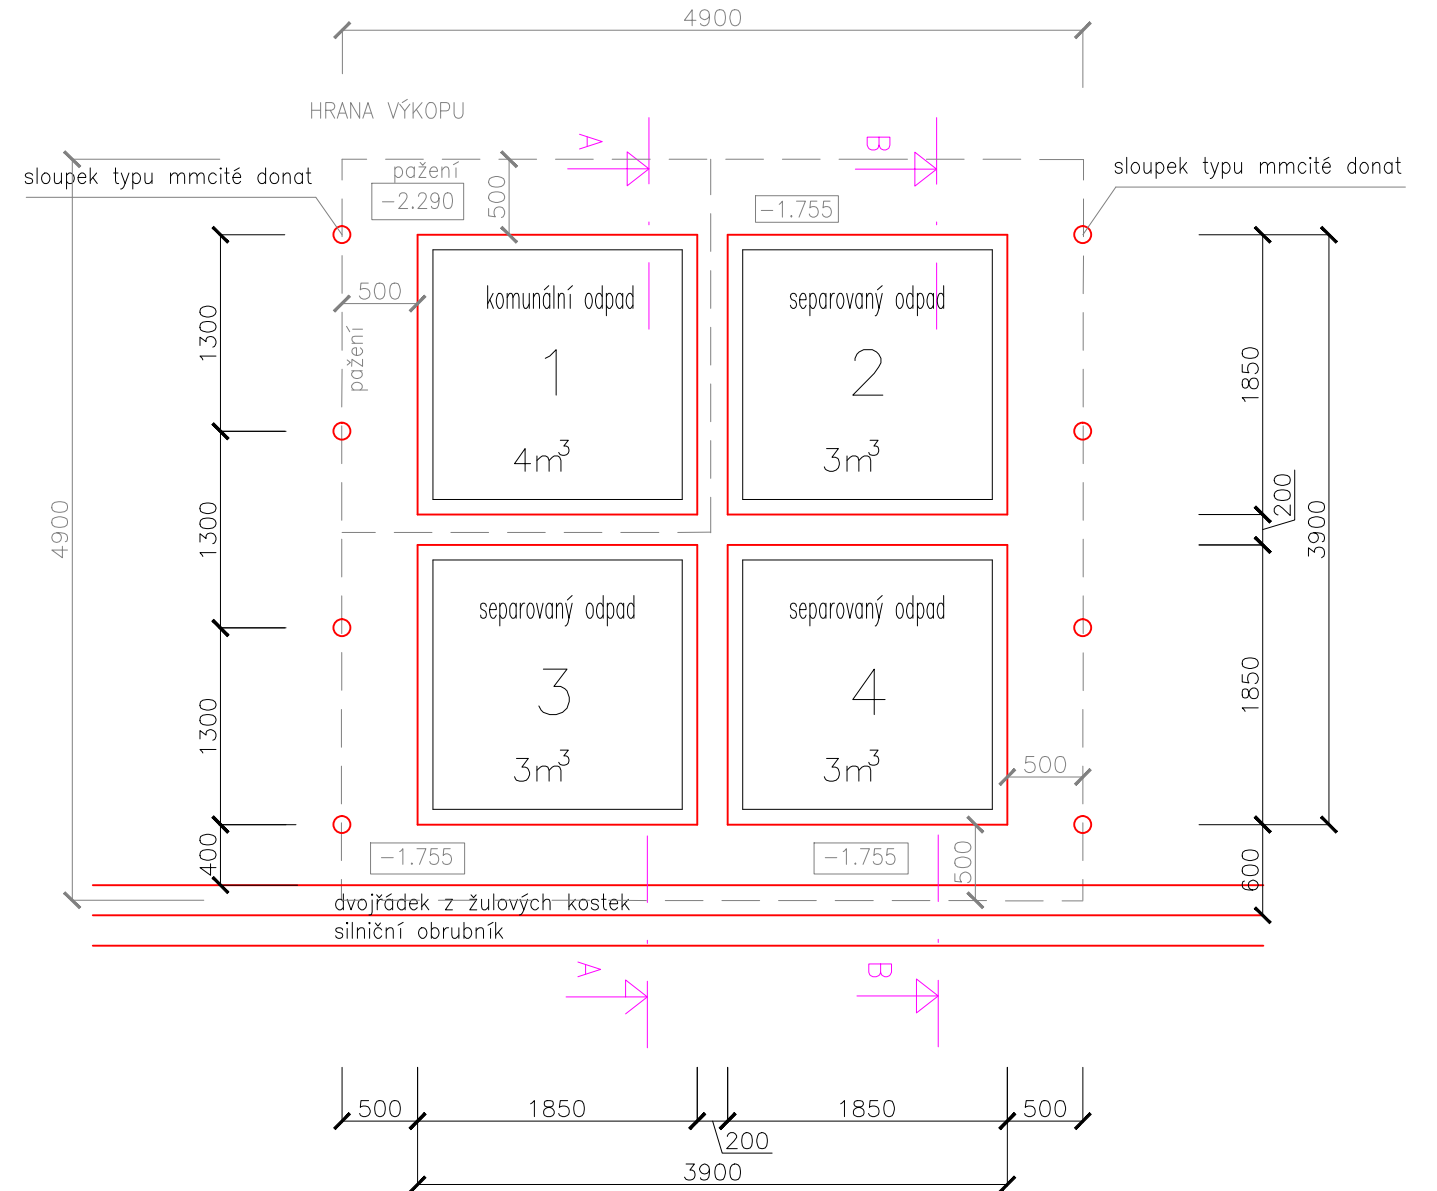 4900
HRANA VÝKOPU
A
B
sloupek typu mmcité donat
pažení
sloupek typu mmcité donat
-2.290
500
-1.755
500
komunální odpad
separovaný odpad
1300
pažení
1
2
1850
4m³
3m³
4900
1300
200
3900
separovaný odpad
separovaný odpad
3
4
1850
1300
3m³
3m³
500
400
-1.755
-1.755
500
600
dvojřádek z žulových kostek
silniční obrubník
A
B
500
1850
1850
500
200
3900